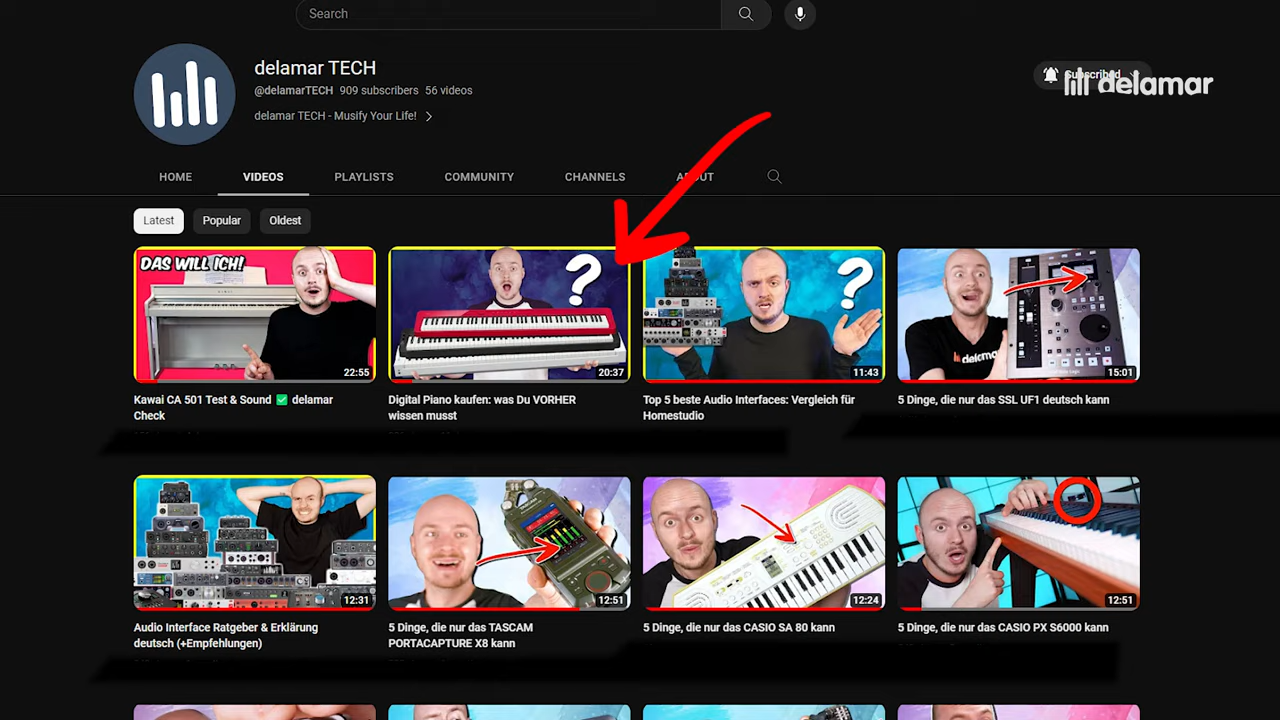 Search
delamar TECH
Subscribed
delamar
@delamarTECH 909 subscribers 56 videos
delamar TECH - Musify Your Life!
HOME VIDEOS PLAYLISTS COMMUNITY CHANNELS ABOUT
Latest Popular Oldest
DAS WILL ICH!
?
?
delamar
22:55
20:37
11:43
15:01
Kawai CA 501 Test & Sound ✅ delamar
Check
Digital Piano kaufen: was Du VORHER
wissen musst
Top 5 beste Audio Interfaces: Vergleich für
Homestudio
5 Dinge, die nur das SSL UF1 deutsch kann
12:31
12:51
12:24
12:51
Audio Interface Ratgeber & Erklärung
deutsch (+Empfehlungen)
5 Dinge, die nur das TASCAM
PORTACAPTURE X8 kann
5 Dinge, die nur das CASIO SA 80 kann
5 Dinge, die nur das CASIO PX S6000 kann